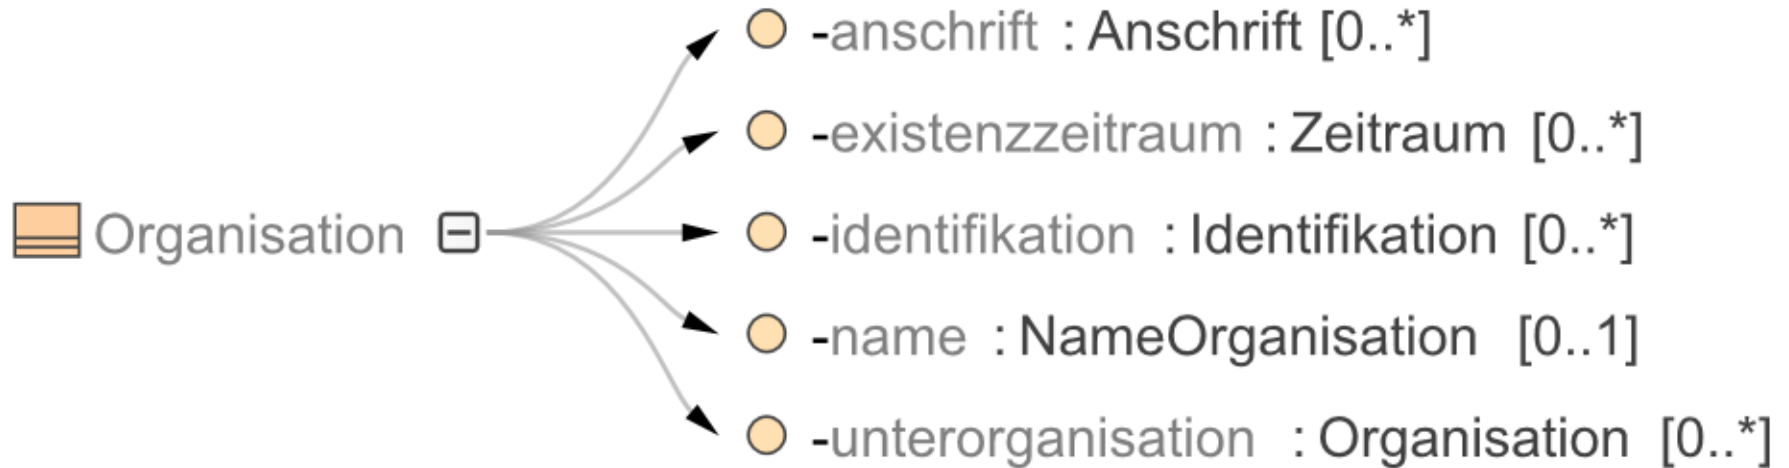 -anschrift : Anschrift [0..*]
-existenzzeitraum : Zeitraum [0..*]
Organisation -identifikation : Identifikation [0..*]
-name : NameOrganisation [0..1]
-unterorganisation : Organisation [0..*]